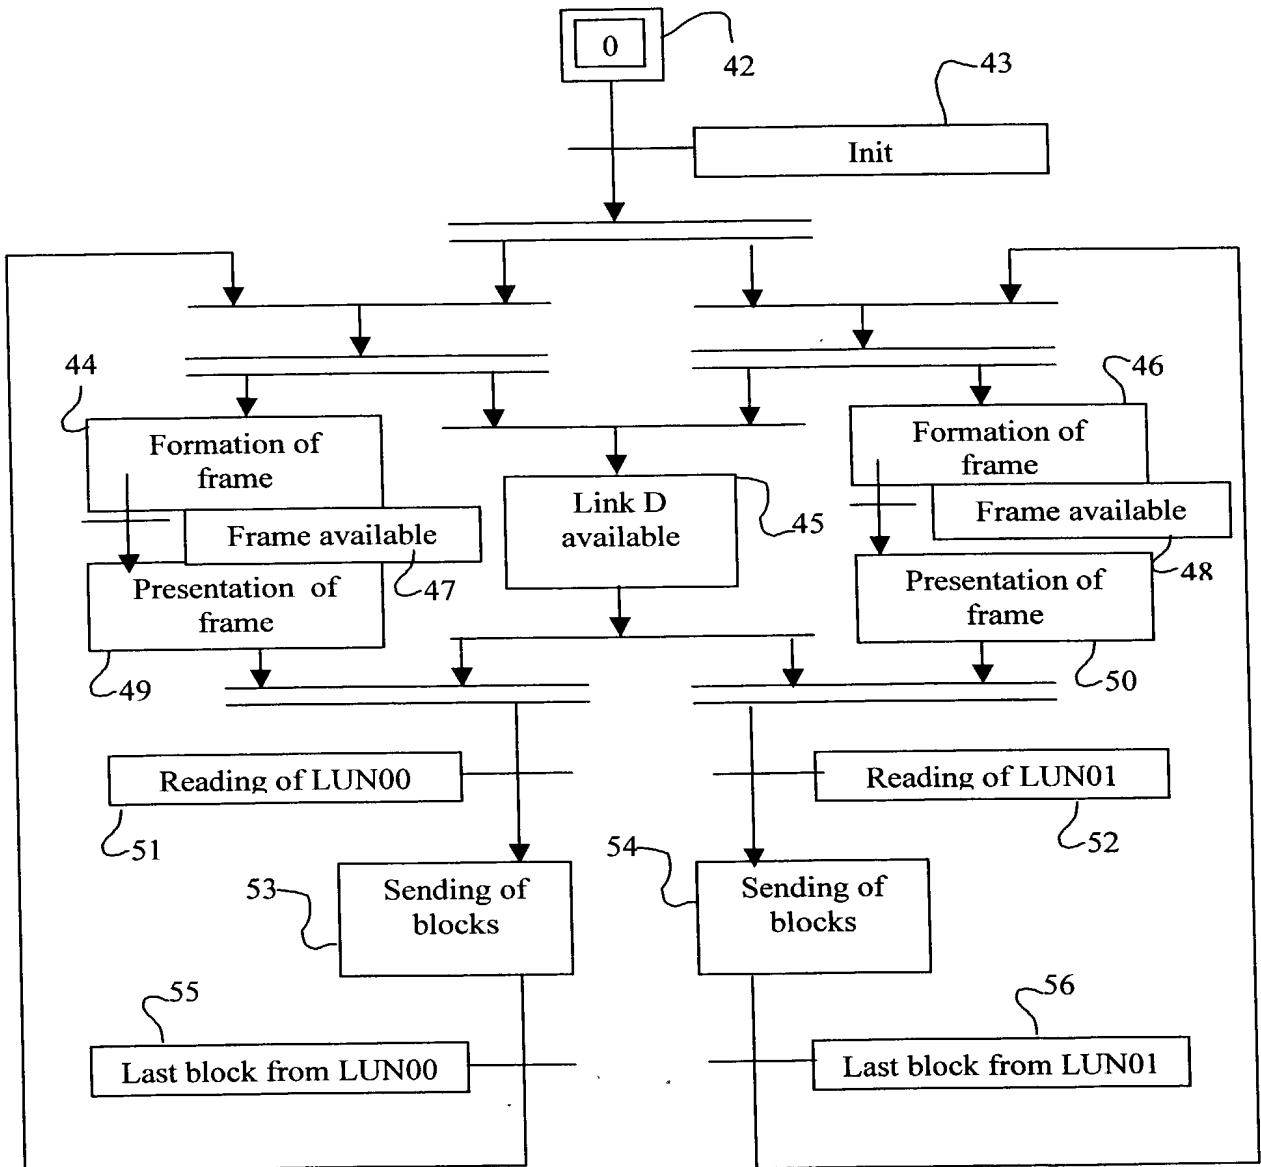 0
42
43
Init
44
46
Formation of
frame
Formation of
frame
Link D
available
45
Frame available
Frame available
47
48
Presentation of
frame
Presentation of
frame
49
50
Reading of LUN00
Reading of LUN01
51
52
53
54
Sending of
blocks
Sending of
blocks
55
56
Last block from LUN00
Last block from LUN01